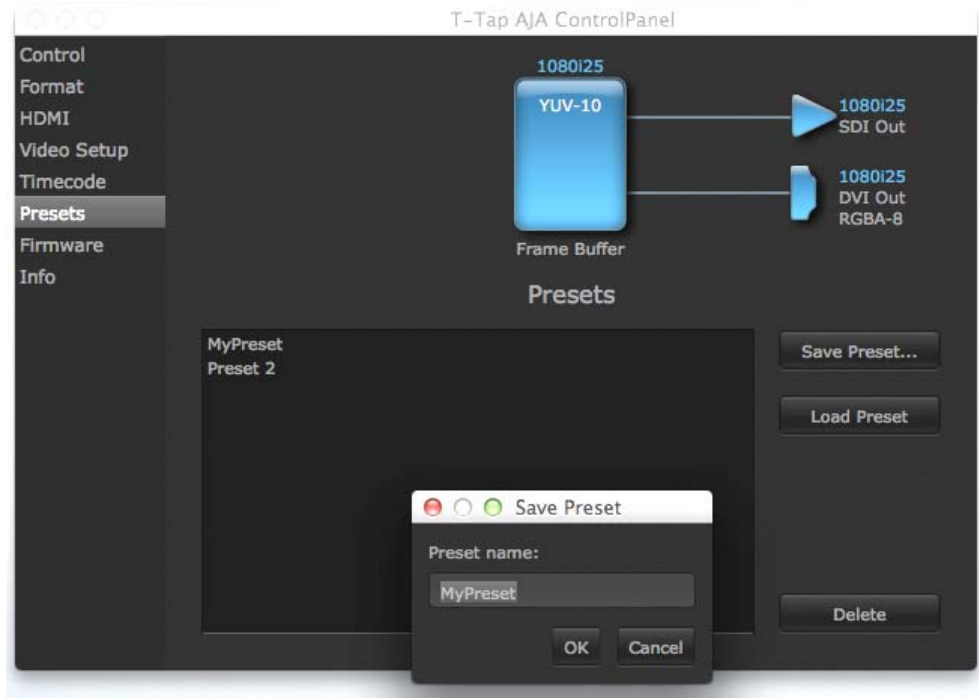 T-Tap AJA ControlPanel
Control
Format
HDMI
Video Setup
Timecode
Presets
Firmware
Info
1080i25
YUV-10
Frame Buffer
1080i25
SDI Out
1080i25
DVI Out
RGBA-8
Presets
MyPreset
Preset 2
Save Preset...
Load Preset
Delete
Save Preset
Preset name:
MyPreset
OK Cancel